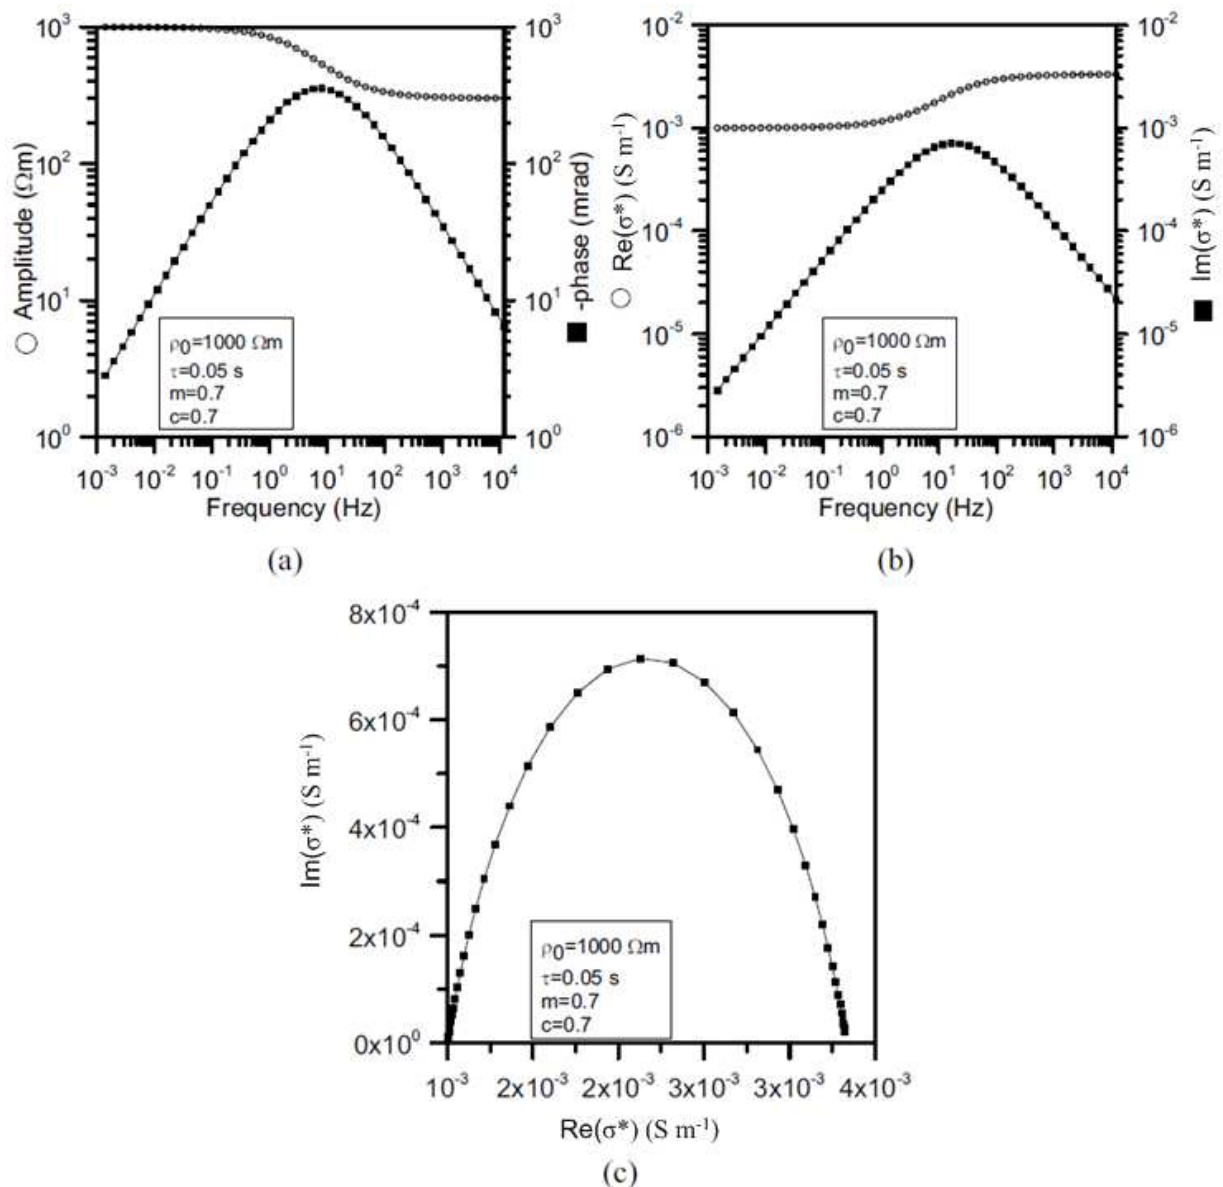 10³ 10³
10² 10²
10¹ 10¹
10⁰ 10⁰
○ Amplitude (Ωm)
■ -phase (mrad)
ρ0=1000 Ωm
τ=0.05 s
m=0.7
c=0.7
10⁻³ 10⁻² 10⁻¹ 10⁰ 10¹ 10² 10³ 10⁴
Frequency (Hz)
(a)
10⁻² 10⁻²
10⁻³ 10⁻³
10⁻⁴ 10⁻⁴
10⁻⁵ 10⁻⁵
10⁻⁶ 10⁻⁶
○ Re(σ*) (S m⁻¹)
■ Im(σ*) (S m⁻¹)
ρ0=1000 Ωm
τ=0.05 s
m=0.7
c=0.7
10⁻³ 10⁻² 10⁻¹ 10⁰ 10¹ 10² 10³ 10⁴
Frequency (Hz)
(b)
8x10⁻⁴
6x10⁻⁴
4x10⁻⁴
2x10⁻⁴
0x10⁰
Im(σ*) (S m⁻¹)
ρ0=1000 Ωm
τ=0.05 s
m=0.7
c=0.7
10⁻³ 2x10⁻³ 2x10⁻³ 3x10⁻³ 3x10⁻³ 4x10⁻³
Re(σ*) (S m⁻¹)
(c)